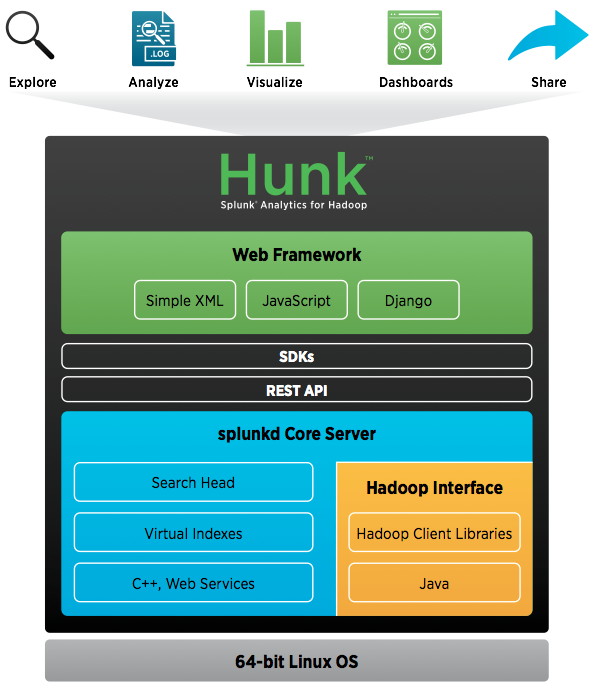 .LOG
Explore
Analyze
Visualize
Dashboards
Share
Hunk™
Splunk® Analytics for Hadoop
Web Framework
Simple XML
JavaScript
Django
SDKs
REST API
splunkd Core Server
Search Head
Virtual Indexes
C++, Web Services
Hadoop Interface
Hadoop Client Libraries
Java
64-bit Linux OS